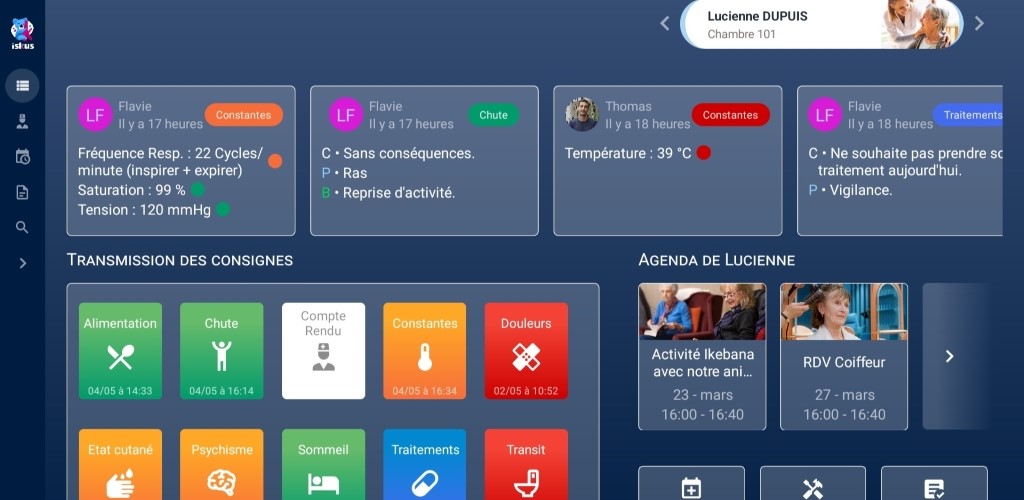 iskus
Lucienne DUPUIS
Chambre 101
LF
Flavie
Il y a 17 heures
Constantes
Fréquence Resp. : 22 Cycles/
minute (inspirer + expirer)
Saturation : 99 %
Tension : 120 mmHg
LF
Flavie
Il y a 17 heures
Chute
C • Sans conséquences.
P • Ras
B • Reprise d'activité.
Thomas
Il y a 18 heures
Constantes
Température : 39 °C
LF
Flavie
Il y a 18 heures
Traitements
C • Ne souhaite pas prendre
traitement aujourd'hui.
P • Vigilance.
Transmission des consignes
Alimentation
04/05 à 14:33
Chute
04/05 à 16:14
Compte
Rendu
Constantes
04/05 à 16:34
Douleurs
02/05 à 10:52
Etat cutané
Psychisme
Sommeil
Traitements
Transit
Agenda de Lucienne
Activité Ikebana
avec notre ani...
23 - mars
16:00 - 16:40
RDV Coiffeur
27 - mars
16:00 - 16:40